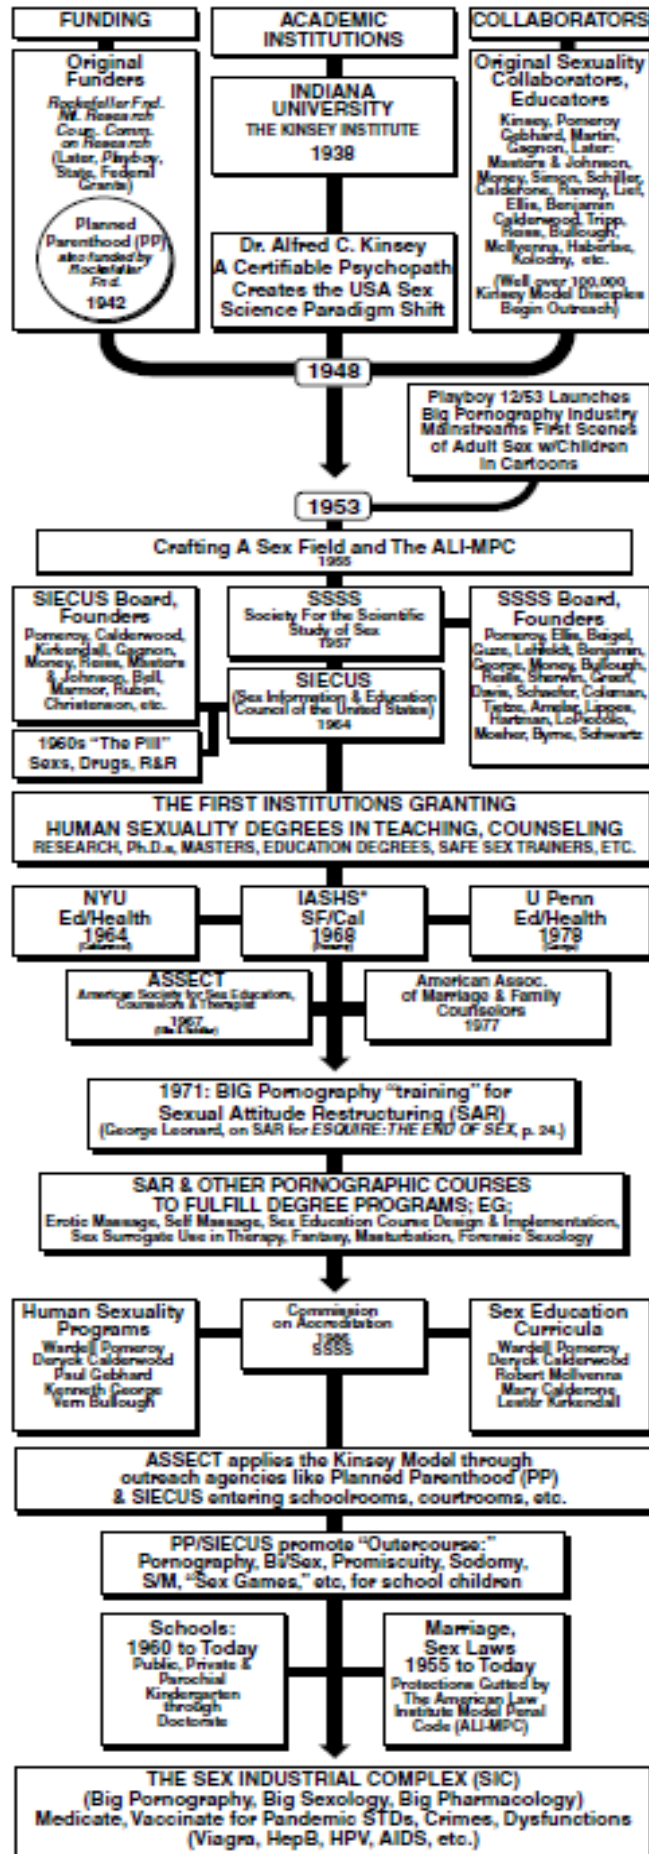 FUNDING
ACADEMIC
INSTITUTIONS
COLLABORATORS
Original
Funders
Rockefeller Fnd.
Ntl. Research
Coun. Comm.
on Research
(Later, Playboy,
State, Federal
Grants)
Planned
Parenthood (PP)
also funded by
Rockefeller
Fnd.
1942
INDIANA
UNIVERSITY
THE KINSEY INSTITUTE
1938
Dr. Alfred C. Kinsey
A Certifiable Psychopath
Creates the USA Sex
Science Paradigm Shift
Original Sexuality
Collaborators,
Educators
Kinsey, Pomeroy
Gebhard, Martin,
Gagnon, Later:
Masters & Johnson,
Money, Simon, Schiller,
Calderone, Ramey, Lief,
Ellis, Benjamin
Calderwood, Tripp,
Reiss, Bullough,
McIlvenna, Haberlae,
Kolodny, etc.
(Well over 100,000
Kinsey Model Disciples
Begin Outreach)
1948
Playboy 12/53 Launches
Big Pornography Industry
Mainstreams First Scenes
of Adult Sex w/Children
in Cartoons
1953
Crafting A Sex Field and The ALI-MPC
1955
SIECUS Board,
Founders
Pomeroy, Calderwood,
Kirkendall, Gagnon,
Money, Reiss, Masters
& Johnson, Bell,
Marmor, Rubin,
Christenson, etc.
1960s "The Pill"
Sexs, Drugs, R&R
SSSS
Society For the Scientific
Study of Sex
1957
SIECUS
(Sex Information & Education
Council of the United States)
1964
SSSS Board,
Founders
Pomeroy, Ellis, Beigel,
Guze, Lehfeldt, Benjamin,
George, Money, Bullough,
Reiss, Sherwin, Green,
Davis, Schaefer, Coleman,
Tietze, Amelar, Lippes,
Hartman, LoPiccolo,
Mosher, Byrne, Schwartz
THE FIRST INSTITUTIONS GRANTING
HUMAN SEXUALITY DEGREES IN TEACHING, COUNSELING
RESEARCH, Ph.D.s, MASTERS, EDUCATION DEGREES, SAFE SEX TRAINERS, ETC.
NYU
Ed/Health
1964
IASHS*
SF/Cal
1968
U Penn
Ed/Health
1978
ASSECT
American Society for Sex Educators,
Counselors & Therapist
1967
American Assoc.
of Marriage & Family
Counselors
1977
1971: BIG Pornography "training" for
Sexual Attitude Restructuring (SAR)
(George Leonard, on SAR for ESQUIRE: THE END OF SEX, p. 24.)
SAR & OTHER PORNOGRAPHIC COURSES
TO FULFILL DEGREE PROGRAMS; EG;
Erotic Massage, Self Massage, Sex Education Course Design & Implementation,
Sex Surrogate Use in Therapy, Fantasy, Masturbation, Forensic Sexology
Human Sexuality
Programs
Wardell Pomeroy
Deryck Calderwood
Paul Gebhard
Kenneth George
Vern Bullough
Commission
on Accreditation
1986
SSSS
Sex Education
Curricula
Wardell Pomeroy
Deryck Calderwood
Robert McIlvenna
Mary Calderone
Lester Kirkendall
ASSECT applies the Kinsey Model through
outreach agencies like Planned Parenthood (PP)
& SIECUS entering schoolrooms, courtrooms, etc.
PP/SIECUS promote "Outercourse:"
Pornography, Bi/Sex, Promiscuity, Sodomy,
S/M, "Sex Games," etc, for school children
Schools:
1960 to Today
Public, Private &
Parochial
Kindergarten
through
Doctorate
Marriage,
Sex Laws
1955 to Today
Protections Gutted by
The American Law
Institute Model Penal
Code (ALI-MPC)
THE SEX INDUSTRIAL COMPLEX (SIC)
(Big Pornography, Big Sexology, Big Pharmacology)
Medicate, Vaccinate for Pandemic STDs, Crimes, Dysfunctions
(Viagra, HepB, HPV, AIDS, etc.)